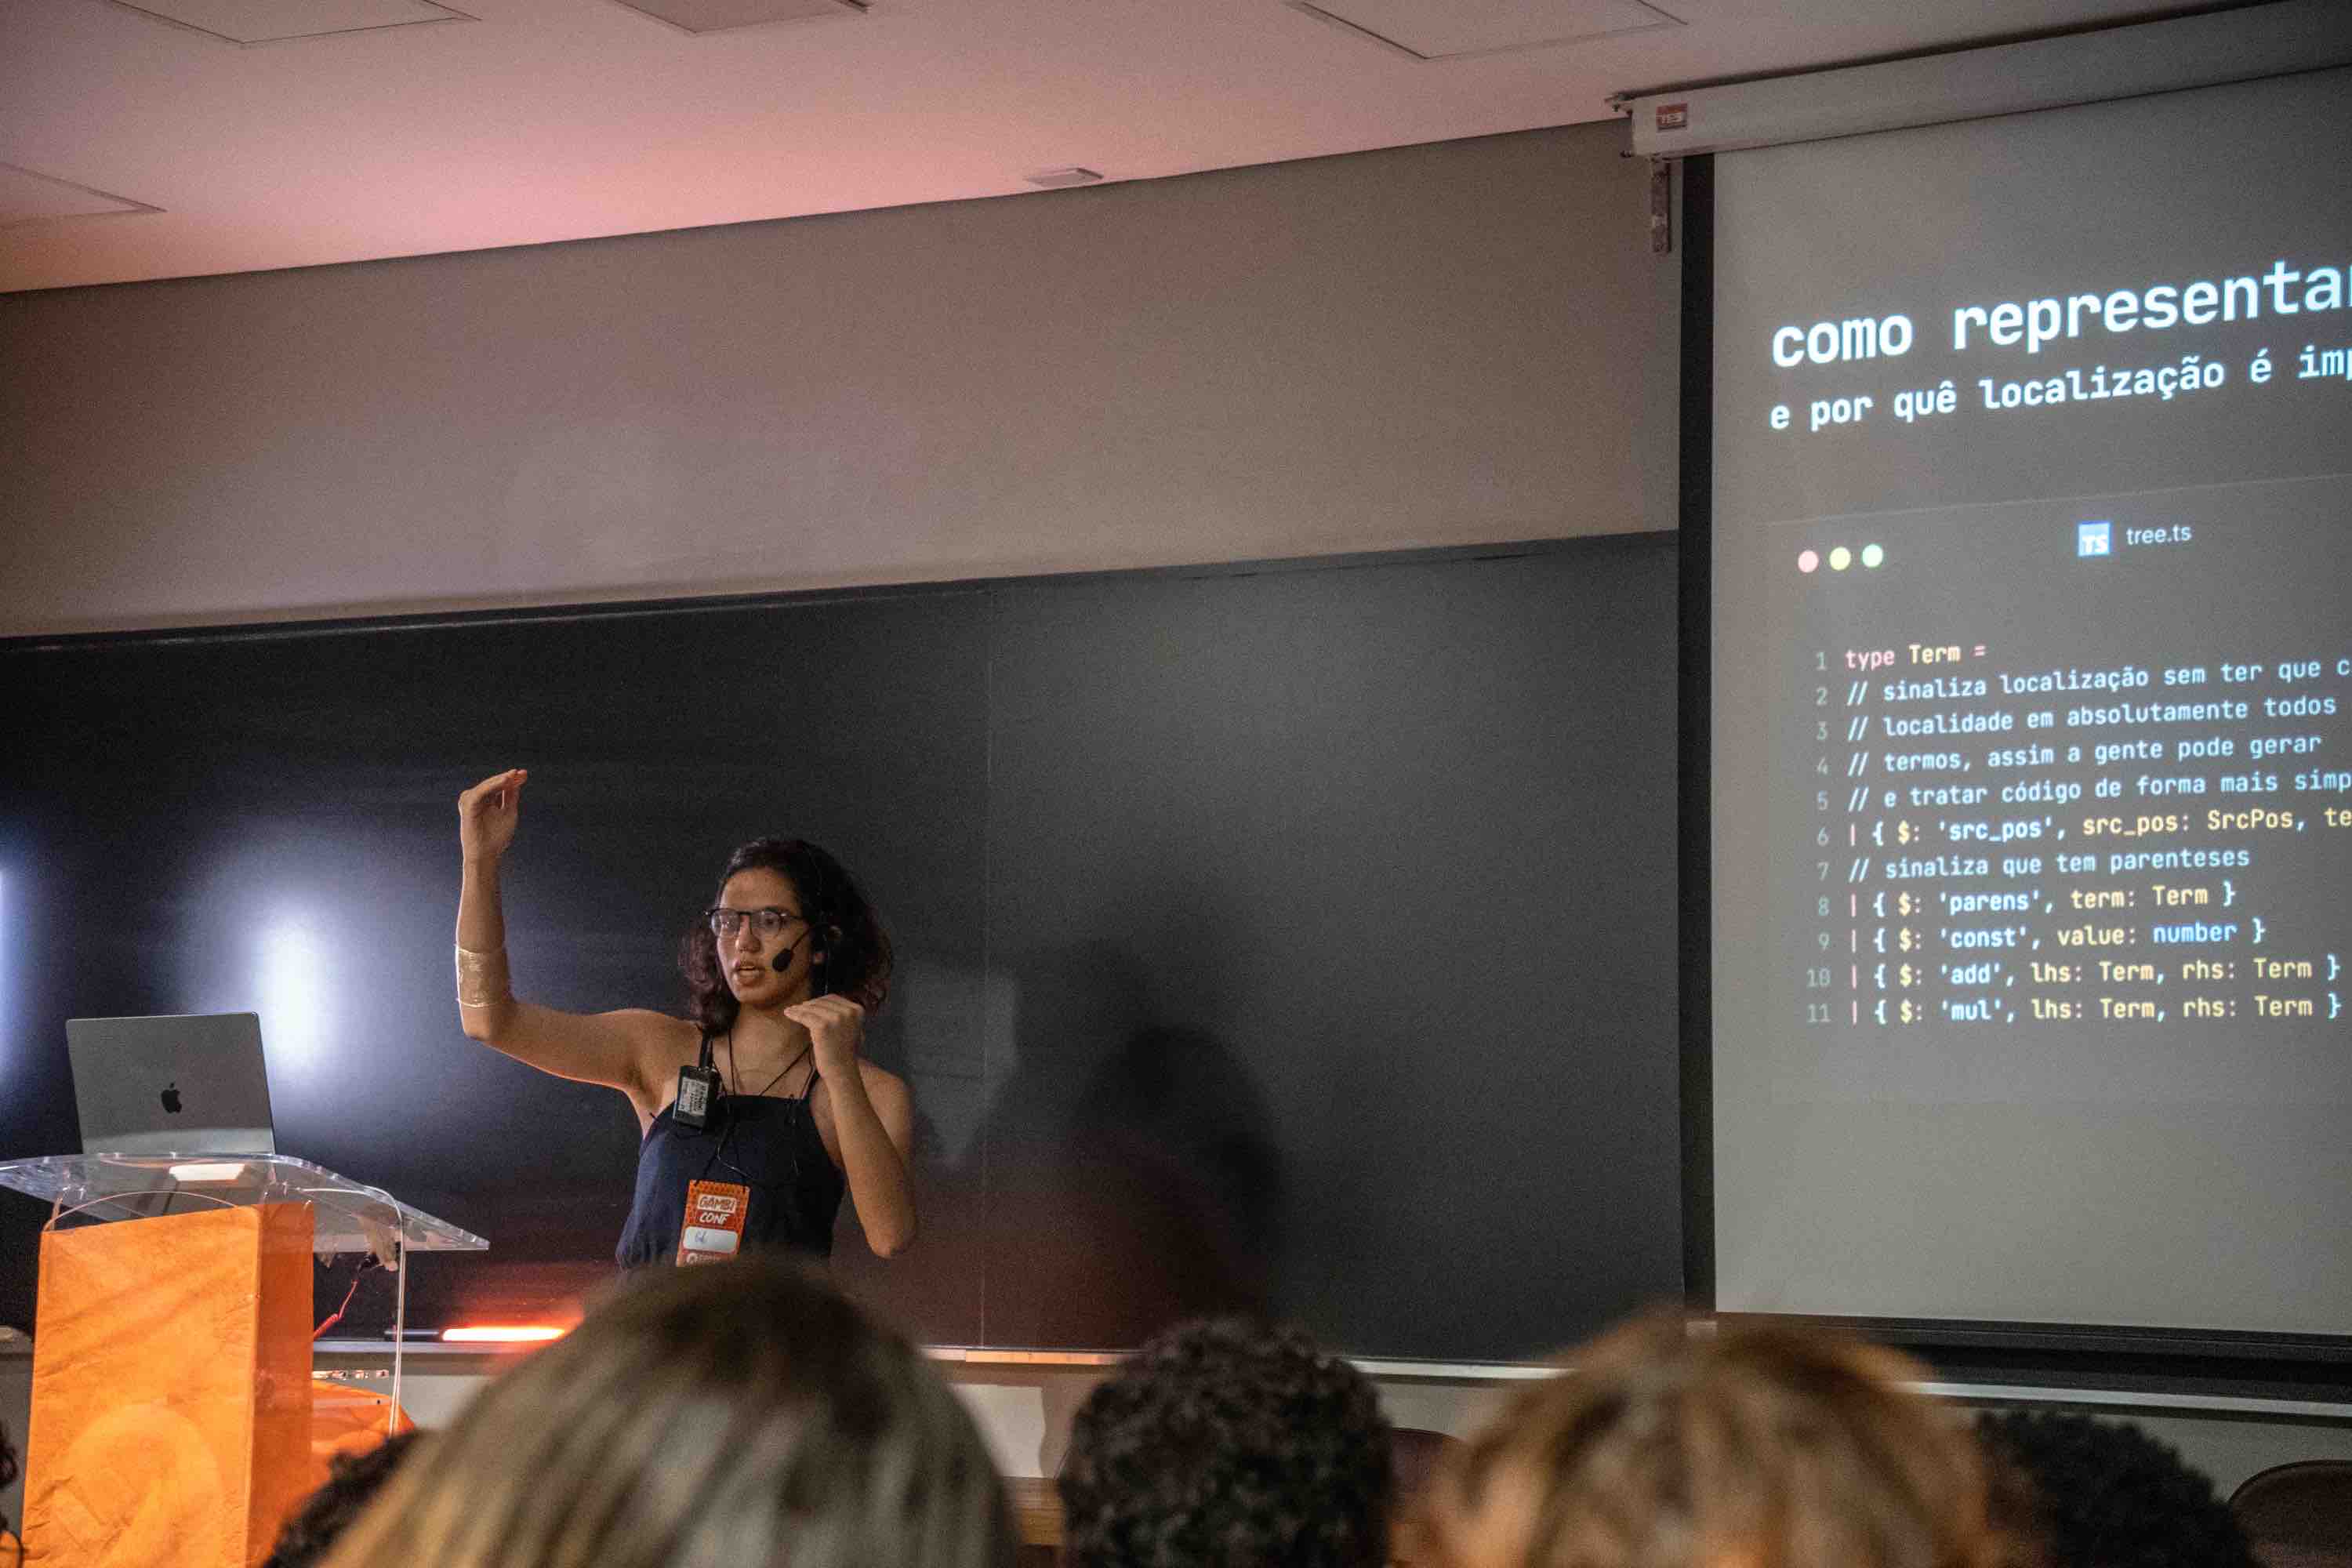 como representar
e por quê localização é imp
TS tree.ts
1 type Term =
2 // sinaliza localização sem ter que c
3 // localidade em absolutamente todos
4 // termos, assim a gente pode gerar
5 // e tratar código de forma mais simp
6 | { $: 'src_pos', src_pos: SrcPos, te
7 // sinaliza que tem parenteses
8 | { $: 'parens', term: Term }
9 | { $: 'const', value: number }
10 | { $: 'add', lhs: Term, rhs: Term }
11 | { $: 'mul', lhs: Term, rhs: Term }
GAMBI
CONF